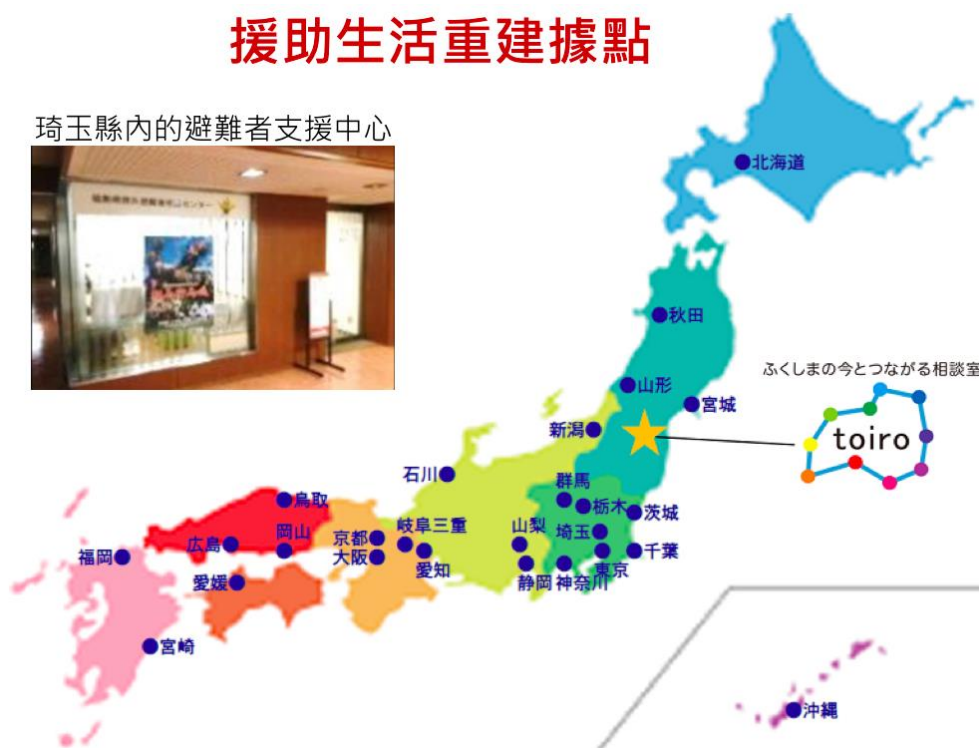 援助生活重建據點
琦玉縣內的避難者支援中心
北海道
秋田
ふくしまの今とつながる相談室
山形
宮城
toiro
新潟
石川
群馬
栃木
茨城
鳥取
岡山
京都
岐阜三重
山梨
埼玉
広島
福岡
大阪
愛知
千葉
東京
静岡
神奈川
愛媛
宮崎
沖縄